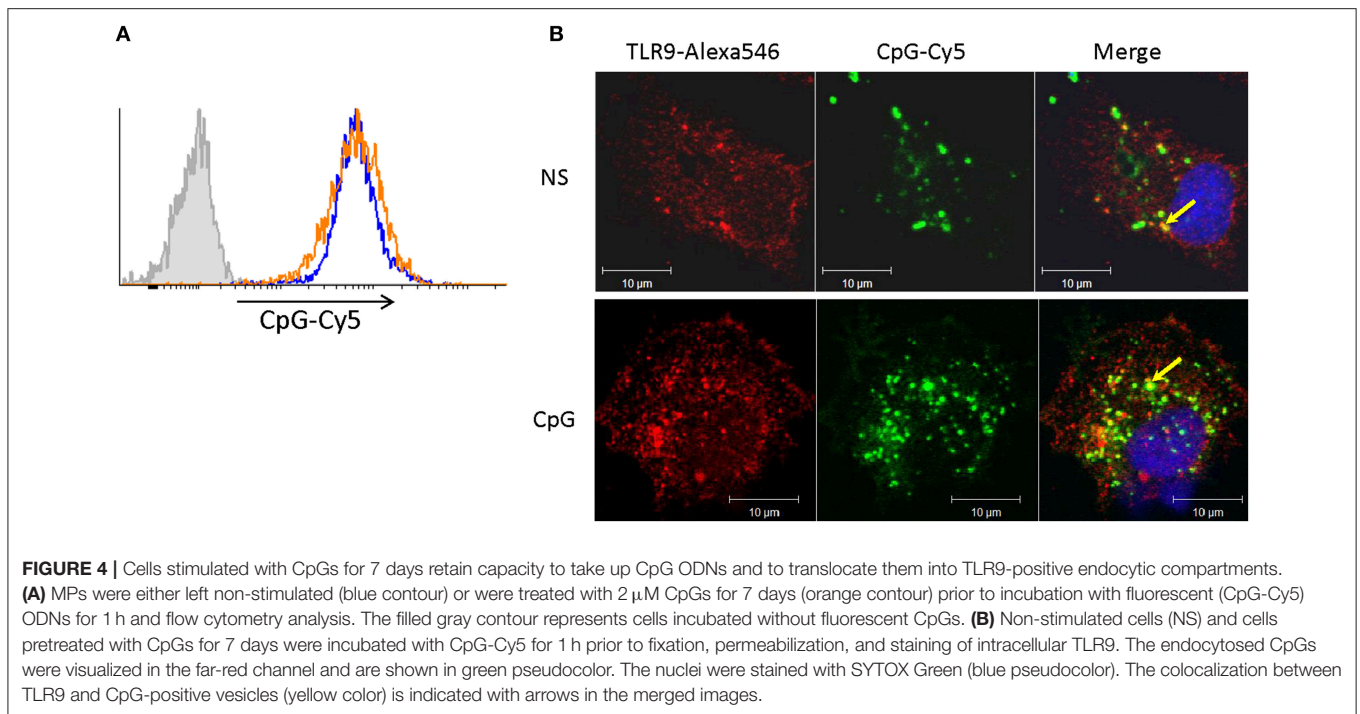 A
B
TLR9-Alexa546
CpG-Cy5
Merge
NS
10 µm
10 µm
10 µm
CpG-Cy5
CpG
10 µm
10 µm
10 µm
FIGURE 4 | Cells stimulated with CpGs for 7 days retain capacity to take up CpG ODNs and to translocate them into TLR9-positive endocytic compartments.
(A) MPs were either left non-stimulated (blue contour) or were treated with 2 µM CpGs for 7 days (orange contour) prior to incubation with fluorescent (CpG-Cy5)
ODNs for 1 h and flow cytometry analysis. The filled gray contour represents cells incubated without fluorescent CpGs. (B) Non-stimulated cells (NS) and cells
pretreated with CpGs for 7 days were incubated with CpG-Cy5 for 1 h prior to fixation, permeabilization, and staining of intracellular TLR9. The endocytosed CpGs
were visualized in the far-red channel and are shown in green pseudocolor. The nuclei were stained with SYTOX Green (blue pseudocolor). The colocalization between
TLR9 and CpG-positive vesicles (yellow color) is indicated with arrows in the merged images.